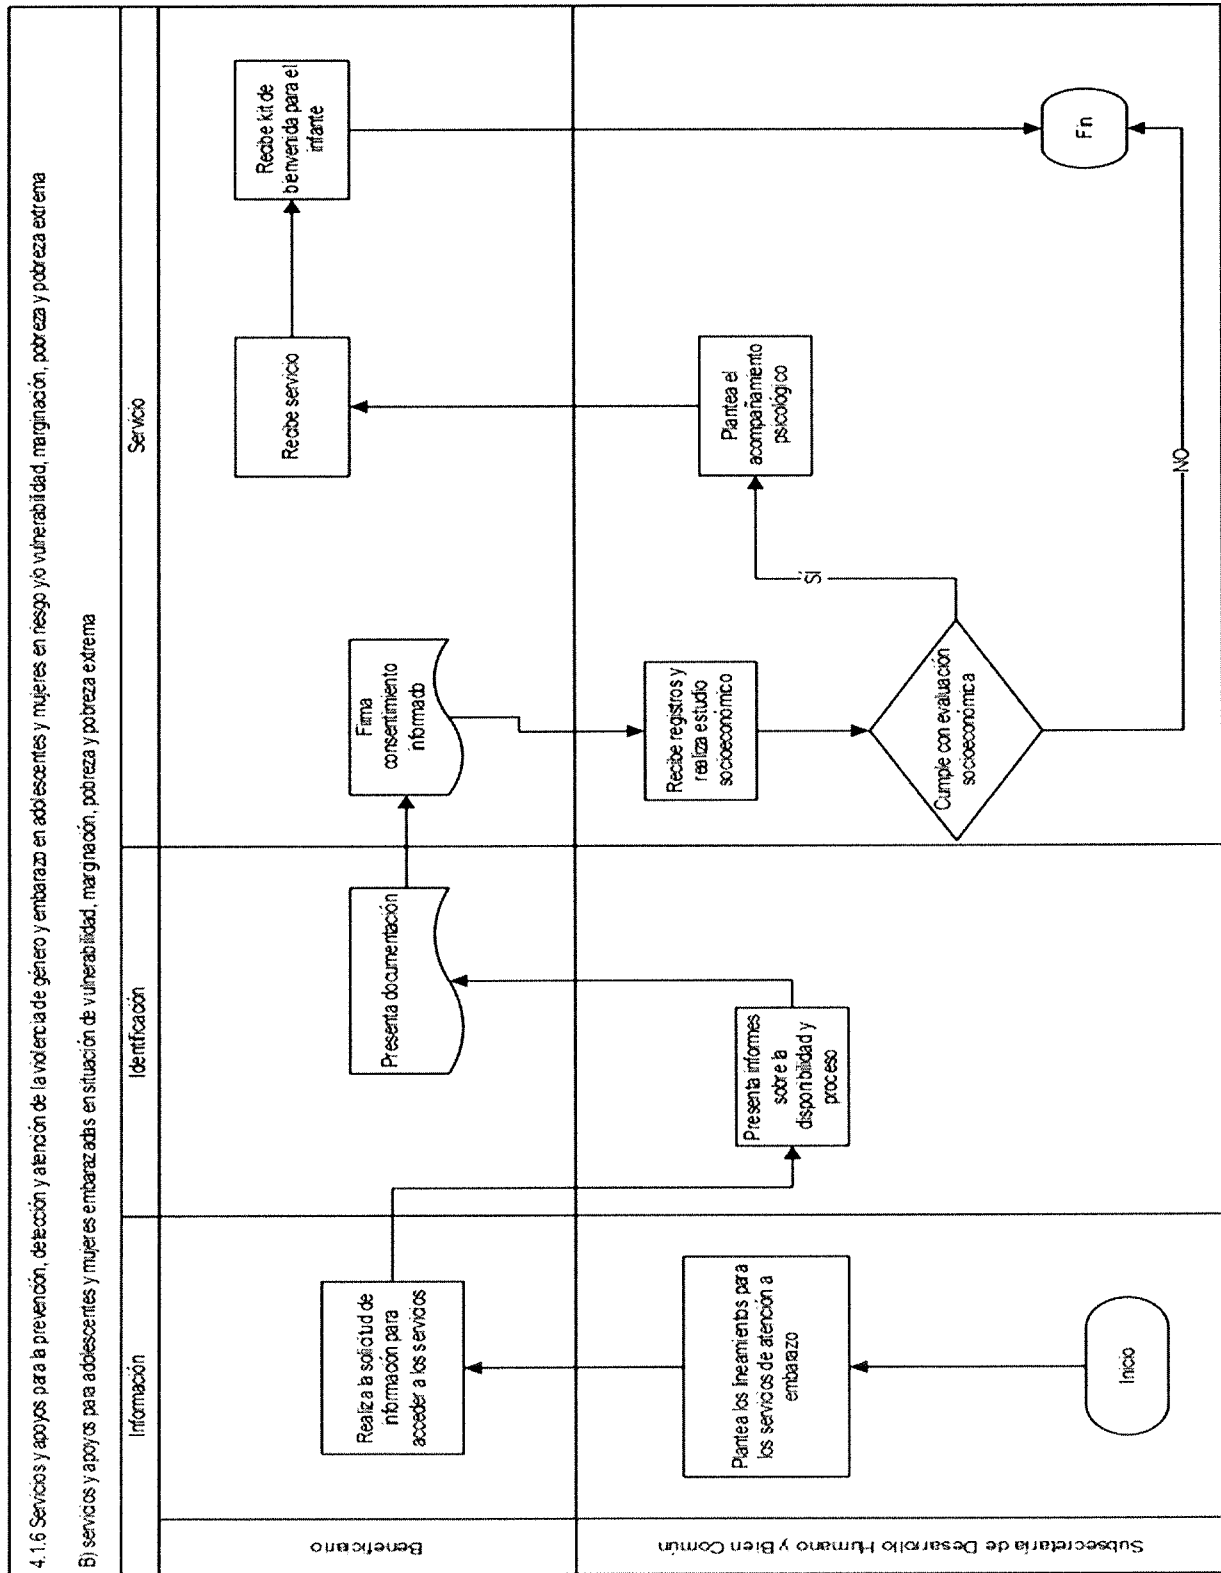 4.1.6 Servicios y apoyos para la prevención, detección y atención de la violencia de género y embarazo en adolescentes y mujeres en riesgo y/o vulnerabilidad, marginación, pobreza y pobreza extrema
B) servicios y apoyos para adolescentes y mujeres embarazadas en situación de vulnerabilidad, marginación, pobreza y pobreza extrema
Información
Identificación
Servicio
Beneficiario
Realiza la solicitud de
información para
acceder a los servicios
Presenta documentación
Firma
consentimiento
informado
Recibe servicio
Recibe kit de
bienvenida para el
infante
Subsecretaría de Desarrollo Humano y Bien Común
Inicio
Plantea los lineamientos para
los servicios de atención a
embarazo
Presenta informes
sobre la
disponibilidad y
proceso
Recibe registros y
realiza estudio
socioeconómico
Cumple con evaluación
socioeconómica
SI
Plantea el
acompañamiento
psicológico
NO
Fin